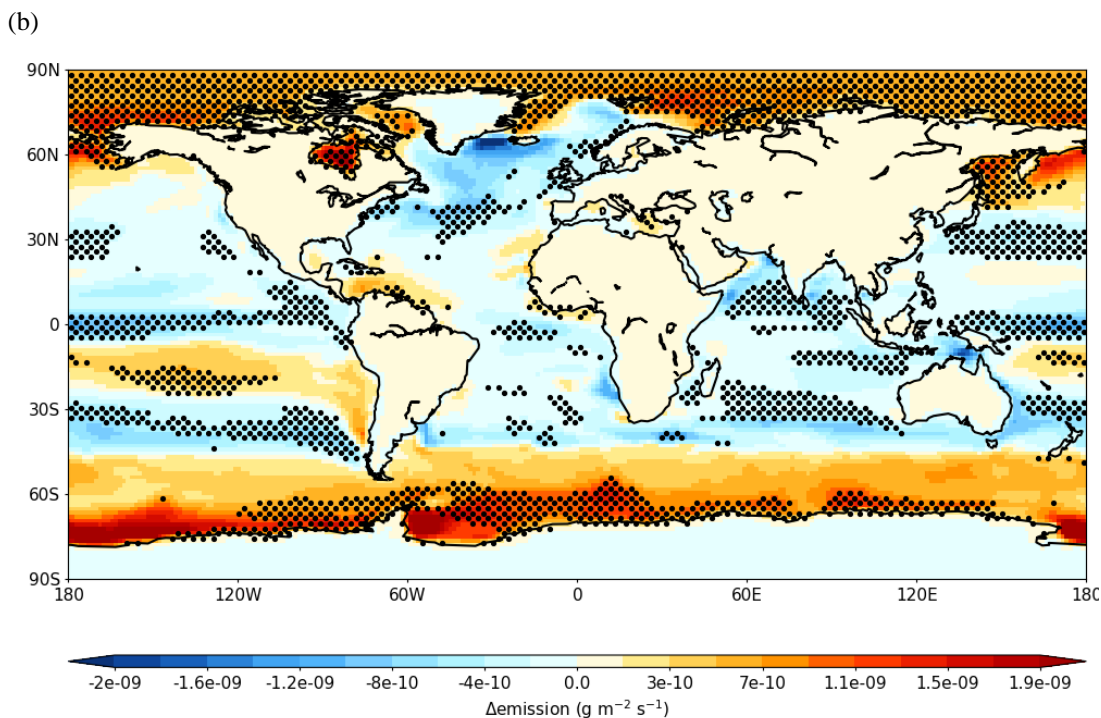 (b)
90N
60N
30N
0
30S
60S
90S
180 120W 60W 0 60E 120E 180
-2e-09 -1.6e-09 -1.2e-09 -8e-10 -4e-10 0.0 3e-10 7e-10 1.1e-09 1.5e-09 1.9e-09
Δemission (g m⁻² s⁻¹)